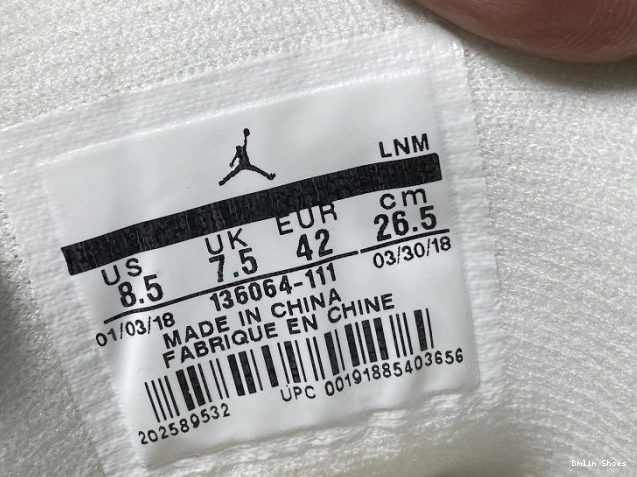 LNM
US UK EUR cm
8.5 7.5 42 26.5
01/03/18 136064-111 03/30/18
MADE IN CHINA
FABRIQUE EN CHINE
202589532 UPC 00191885403656
Bmlin Shoes